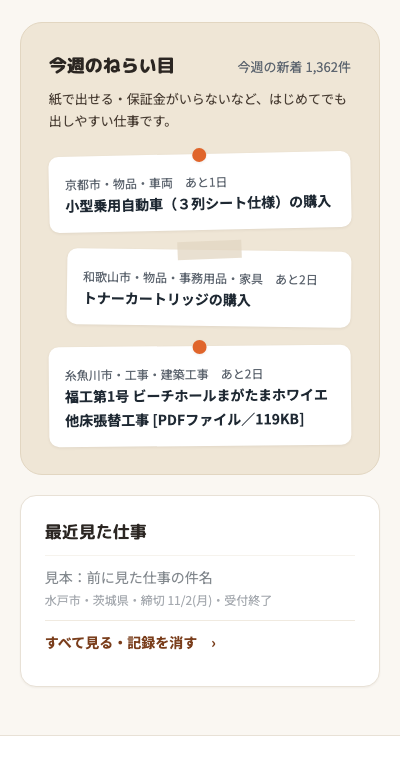 今週のねらい目
今週の新着 1,362件
紙で出せる・保証金がいらないなど、はじめてでも
出しやすい仕事です。
京都市・物品・車両　あと1日
小型乗用自動車（３列シート仕様）の購入
和歌山市・物品・事務用品・家具　あと2日
トナーカートリッジの購入
糸魚川市・工事・建築工事　あと2日
福工第1号 ビーチホールまがたまホワイエ
他床張替工事 [PDFファイル／119KB]
最近見た仕事
見本：前に見た仕事の件名
水戸市・茨城県・締切 11/2(月)・受付終了
すべて見る・記録を消す　›